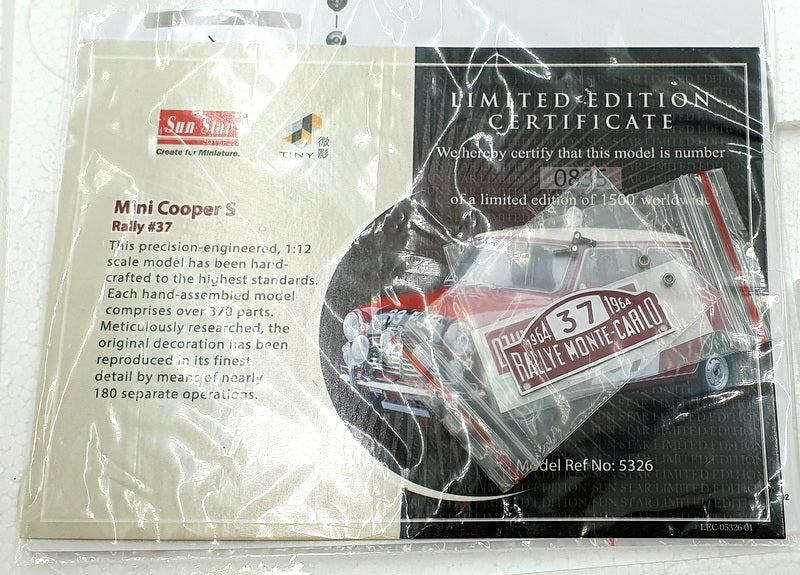 Sun Star
Create for Miniature.
TINY 微影
Mini Cooper S
Rally #37
This precision-engineered, 1:12
scale model has been hand-
crafted to the highest standards.
Each hand-assembled model
comprises over 370 parts.
Meticulously researched, the
original decoration has been
reproduced in its finest
detail by means of nearly
180 separate operations.
LIMITED EDITION
CERTIFICATE
We hereby certify that this model is number
0835
of a limited edition of 1500 worldwide
1964 37 1964
RALLYE MONTE-CARLO
Model Ref No: 5326
LEC-05326-01